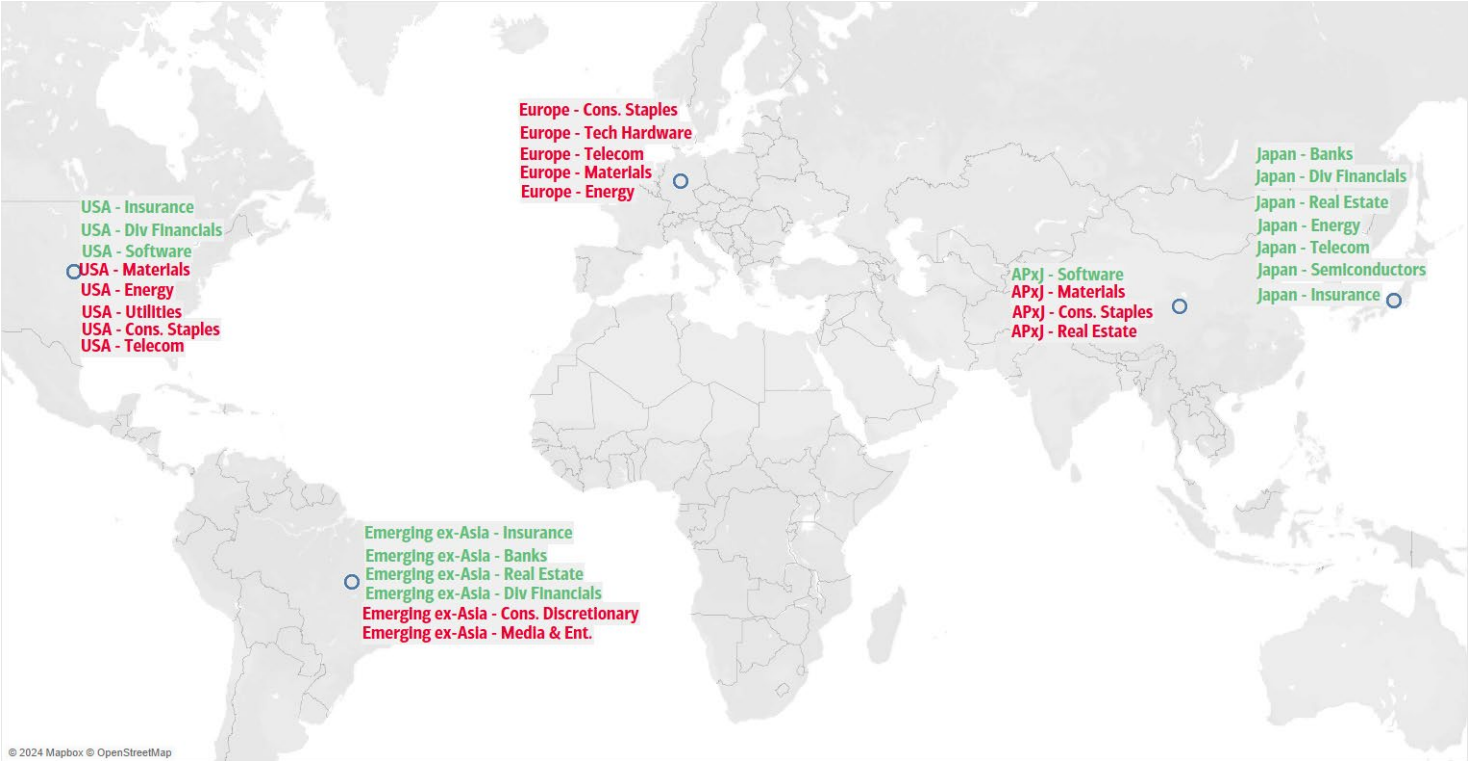 Europe - Cons. Staples
Europe - Tech Hardware
Europe - Telecom
Europe - Materials
Europe - Energy
Japan - Banks
Japan - Div Financials
Japan - Real Estate
Japan - Energy
Japan - Telecom
Japan - Semiconductors
Japan - Insurance
USA - Insurance
USA - Div Financials
USA - Software
USA - Materials
USA - Energy
USA - Utilities
USA - Cons. Staples
USA - Telecom
APxJ - Software
APxJ - Materials
APxJ - Cons. Staples
APxJ - Real Estate
Emerging ex-Asia - Insurance
Emerging ex-Asia - Banks
Emerging ex-Asia - Real Estate
Emerging ex-Asia - Div Financials
Emerging ex-Asia - Cons. Discretionary
Emerging ex-Asia - Media & Ent.
© 2024 Mapbox © OpenStreetMap